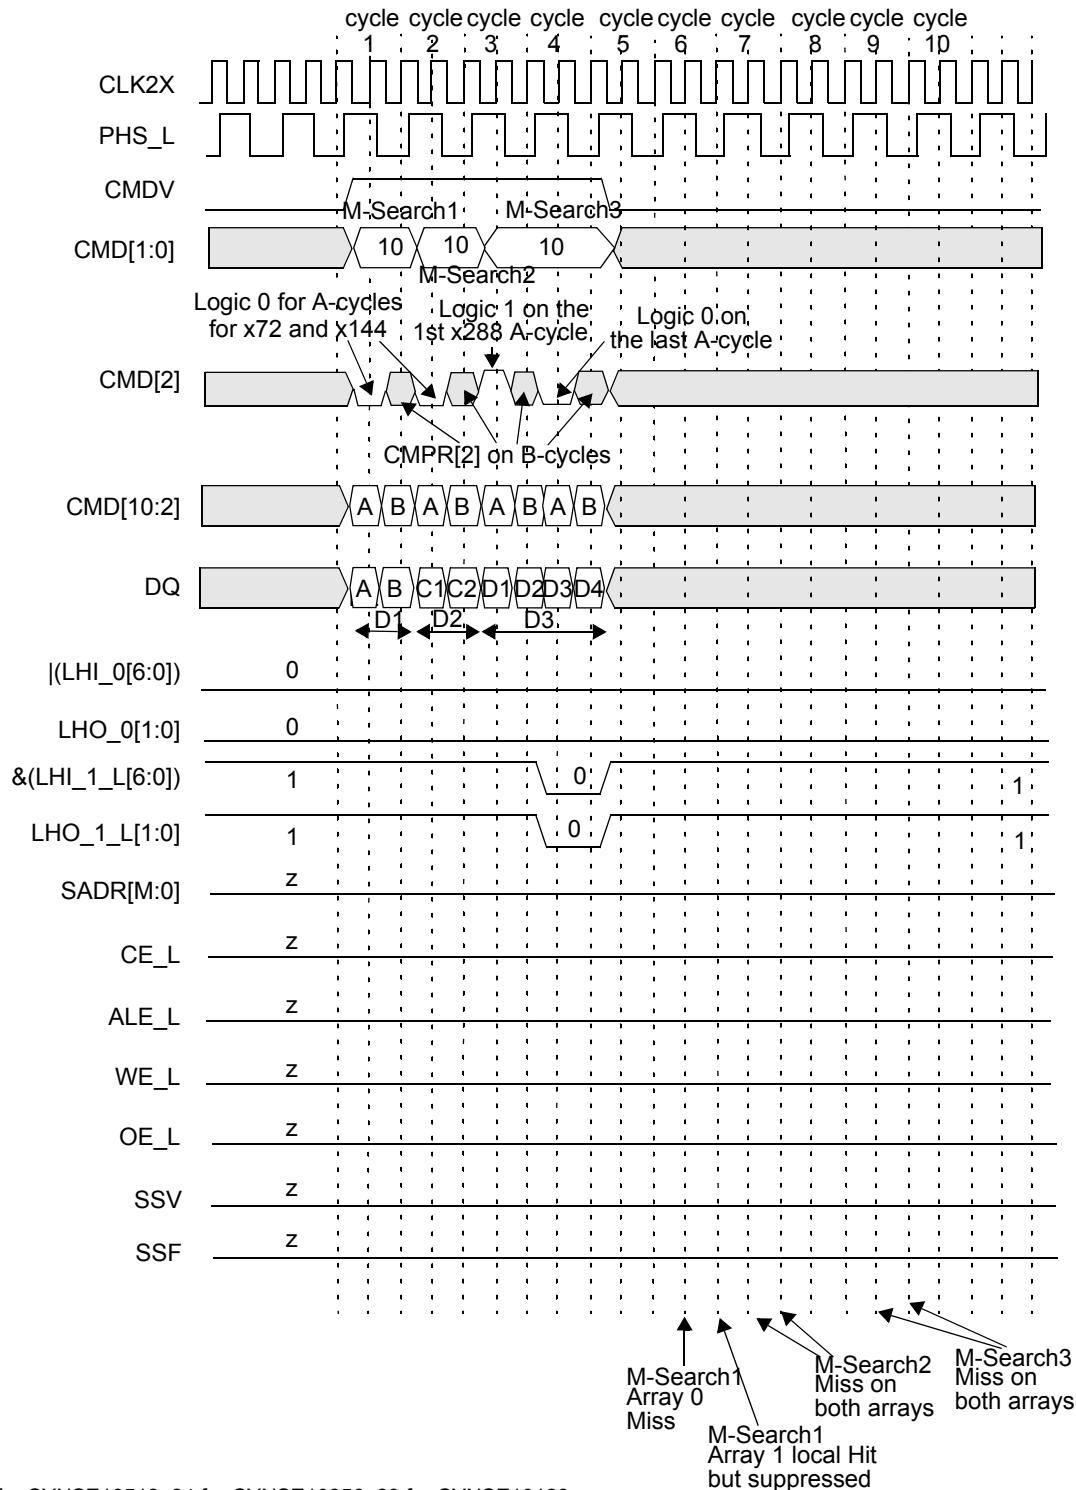 cycle cycle cycle cycle cycle cycle cycle cycle cycle cycle
1 2 3 4 5 6 7 8 9 10
CLK2X
PHS_L
CMDV
M-Search1 M-Search3
CMD[1:0] 10 10 10
M-Search2
Logic 0 for A-cycles
for x72 and x144
Logic 1 on the
1st x288 A-cycle
Logic 0 on
the last A-cycle
CMD[2]
CMPR[2] on B-cycles
CMD[10:2] A B A B A B A B
DQ A B C1 C2 D1 D2 D3 D4
D1 D2 D3
|(LHI_0[6:0]) 0
LHO_0[1:0] 0
&(LHI_1_L[6:0]) 1 0 1
LHO_1_L[1:0] 1 0 1
SADR[M:0] z
CE_L z
ALE_L z
WE_L z
OE_L z
SSV z
SSF z
M-Search1
Array 0
Miss
M-Search1
Array 1 local Hit
but suppressed
M-Search2
Miss on
both arrays
M-Search3
Miss on
both arrays